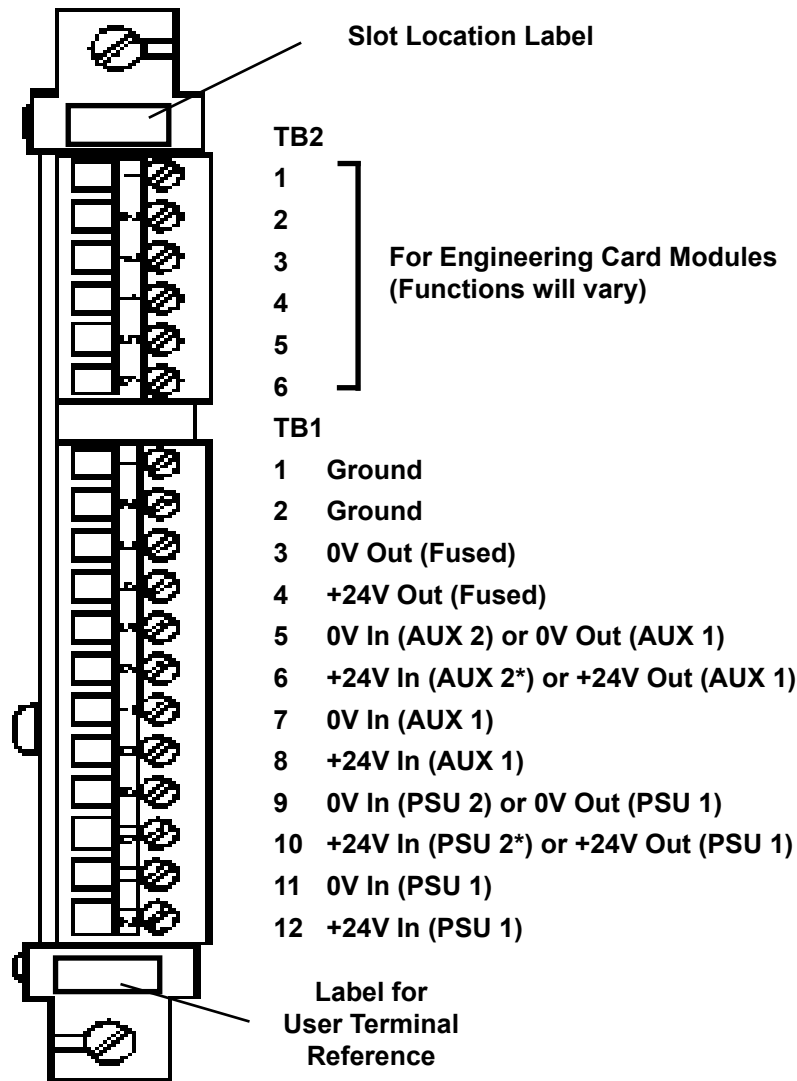 Slot Location Label
TB2
1
2
3
4
5
6
For Engineering Card Modules
(Functions will vary)
TB1
1 Ground
2 Ground
3 0V Out (Fused)
4 +24V Out (Fused)
5 0V In (AUX 2) or 0V Out (AUX 1)
6 +24V In (AUX 2*) or +24V Out (AUX 1)
7 0V In (AUX 1)
8 +24V In (AUX 1)
9 0V In (PSU 2) or 0V Out (PSU 1)
10 +24V In (PSU 2*) or +24V Out (PSU 1)
11 0V In (PSU 1)
12 +24V In (PSU 1)
Label for
User Terminal
Reference